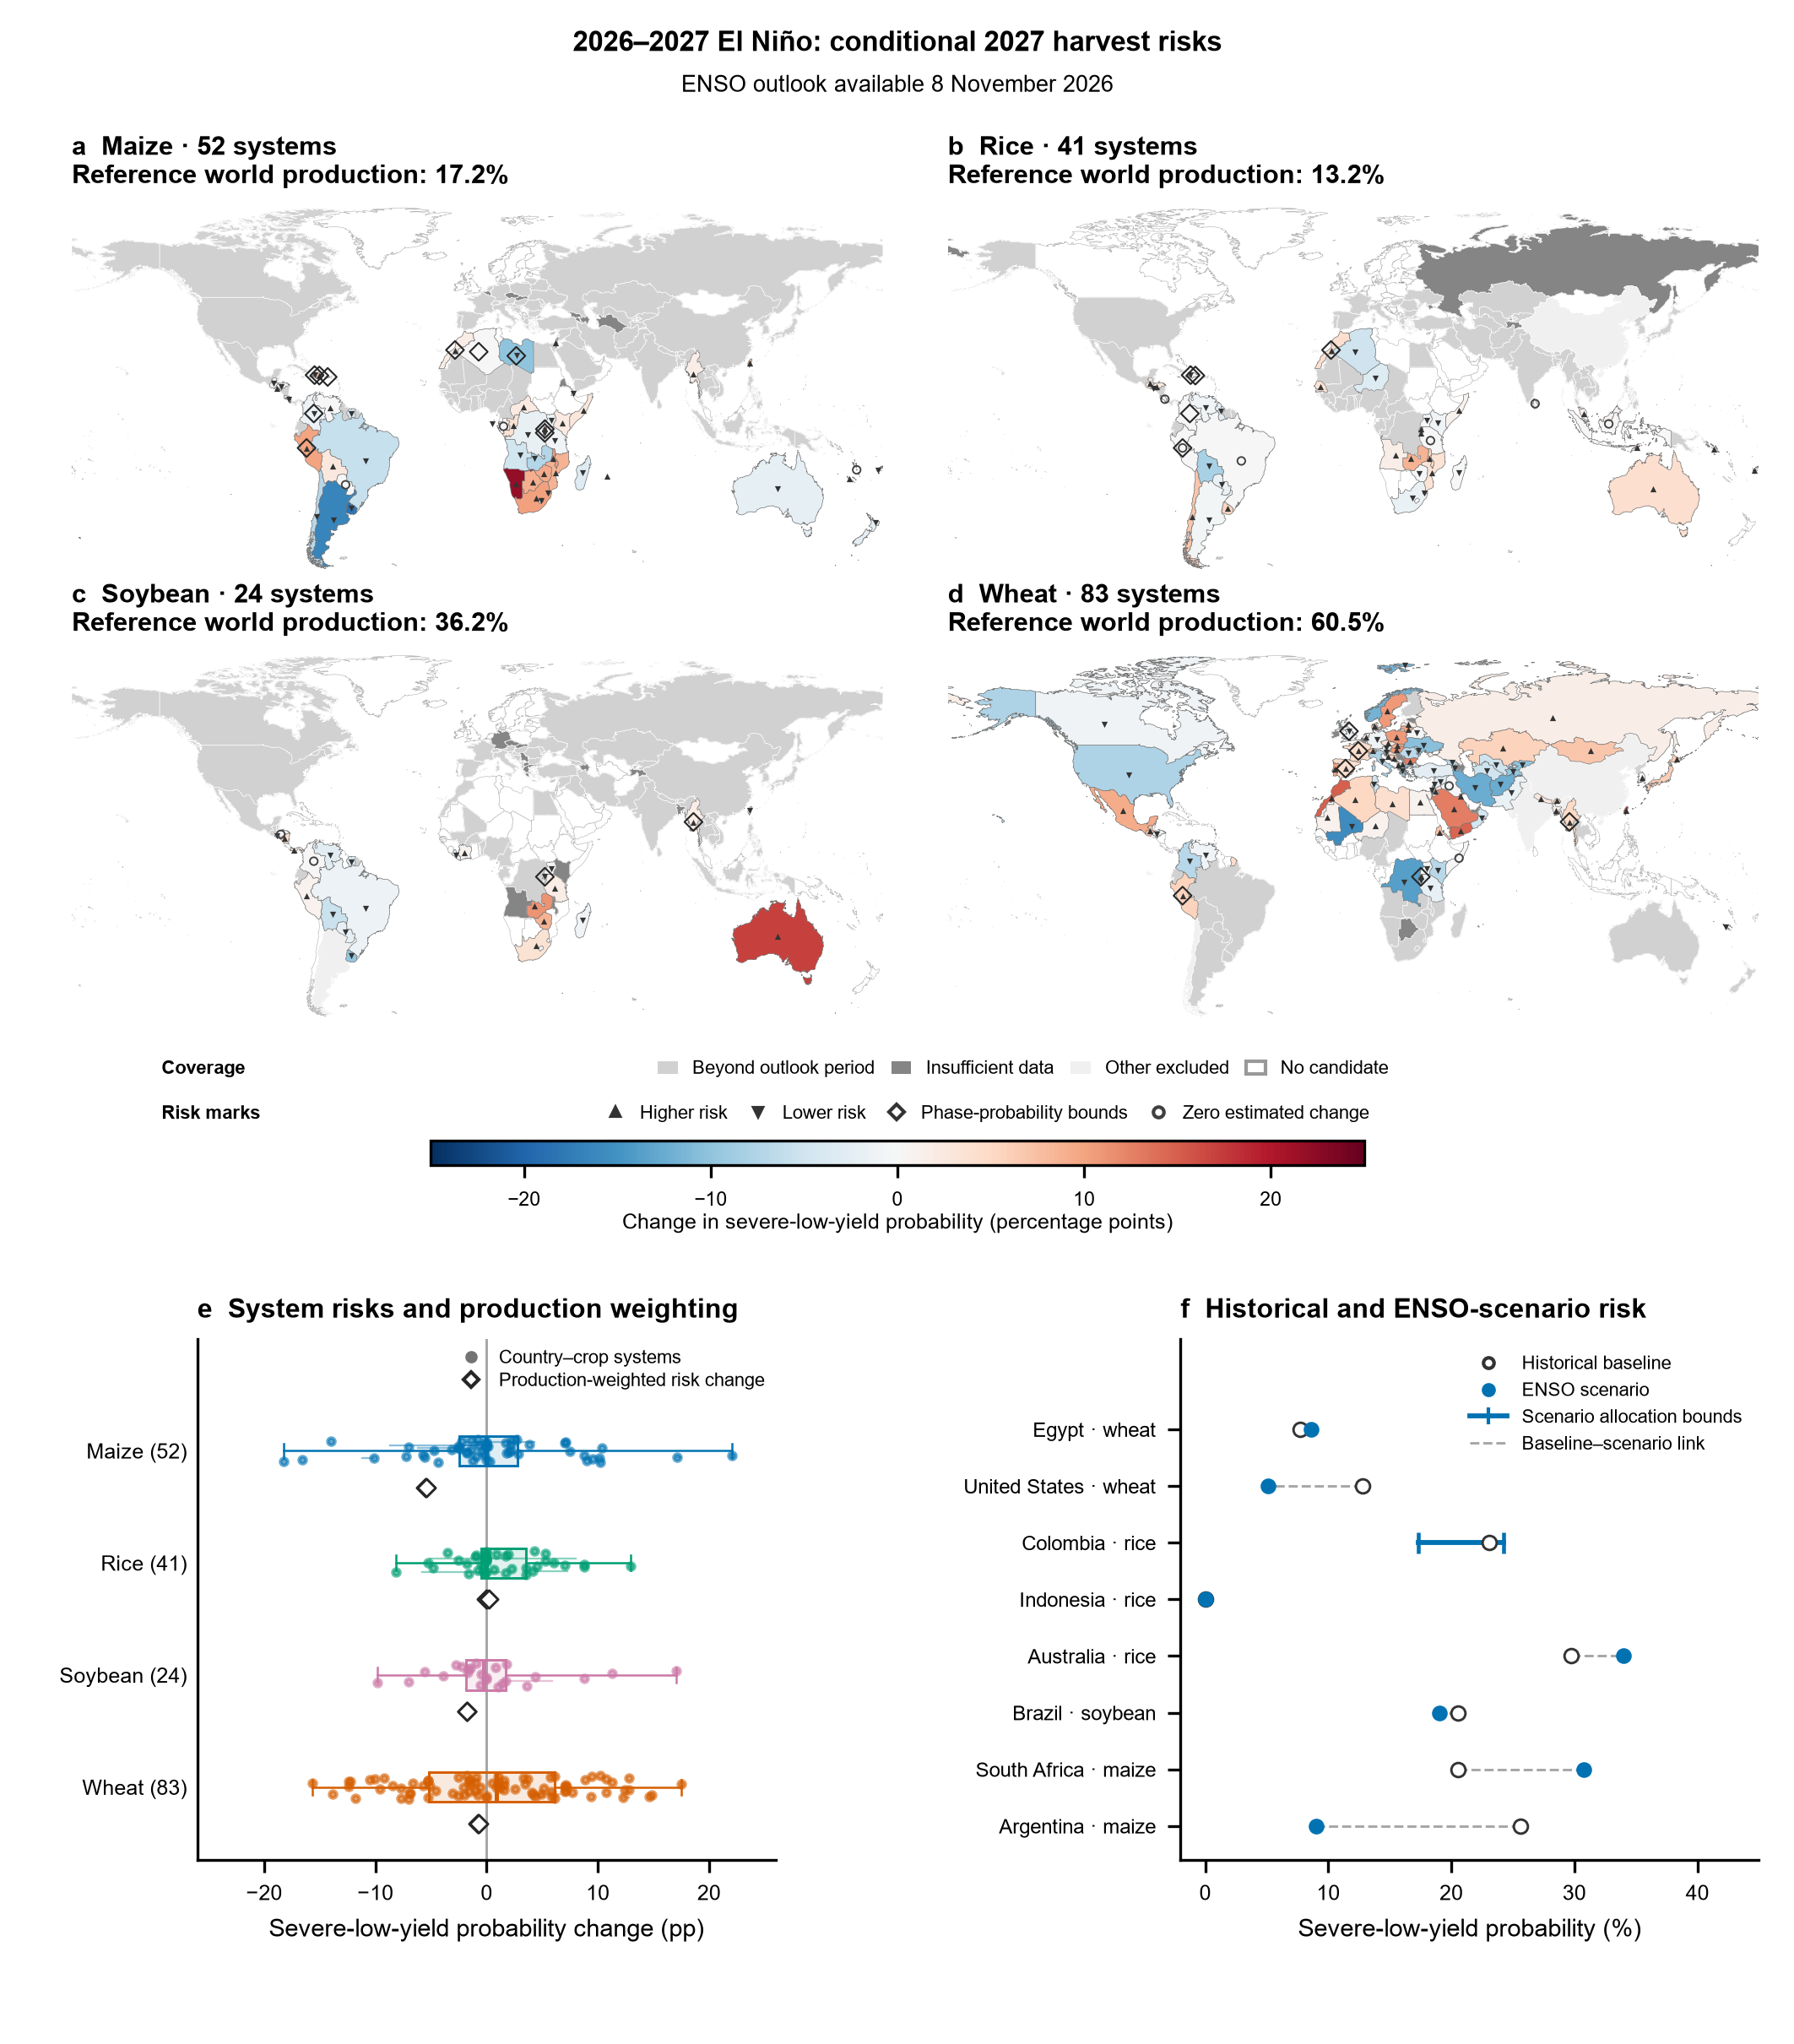 2026–2027 El Niño: conditional 2027 harvest risks
ENSO outlook available 8 November 2026
a Maize · 52 systems
Reference world production: 17.2%
b Rice · 41 systems
Reference world production: 13.2%
c Soybean · 24 systems
Reference world production: 36.2%
d Wheat · 83 systems
Reference world production: 60.5%
Coverage
Beyond outlook period
Insufficient data
Other excluded
No candidate
Risk marks
Higher risk
Lower risk
Phase-probability bounds
Zero estimated change
−20
−10
0
10
20
Change in severe-low-yield probability (percentage points)
e System risks and production weighting
Country–crop systems
Production-weighted risk change
Maize (52)
Rice (41)
Soybean (24)
Wheat (83)
−20
−10
0
10
20
Severe-low-yield probability change (pp)
f Historical and ENSO-scenario risk
Historical baseline
ENSO scenario
Scenario allocation bounds
Baseline–scenario link
Egypt · wheat
United States · wheat
Colombia · rice
Indonesia · rice
Australia · rice
Brazil · soybean
South Africa · maize
Argentina · maize
0
10
20
30
40
Severe-low-yield probability (%)